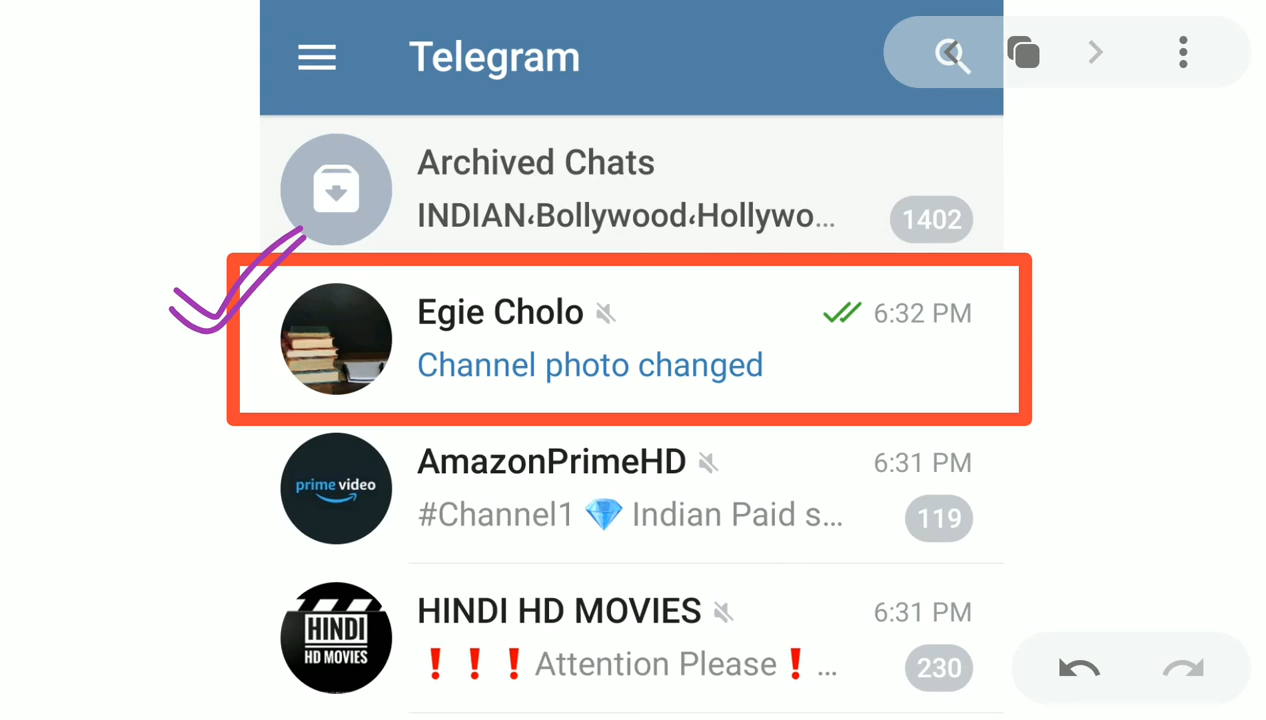 Telegram
Archived Chats
INDIAN،Bollywood،Hollywo...
1402
Egie Cholo
6:32 PM
Channel photo changed
prime video
AmazonPrimeHD
6:31 PM
#Channel1 💎 Indian Paid s...
119
HINDI
HD MOVIES
HINDI HD MOVIES
6:31 PM
❗❗❗Attention Please❗...
230